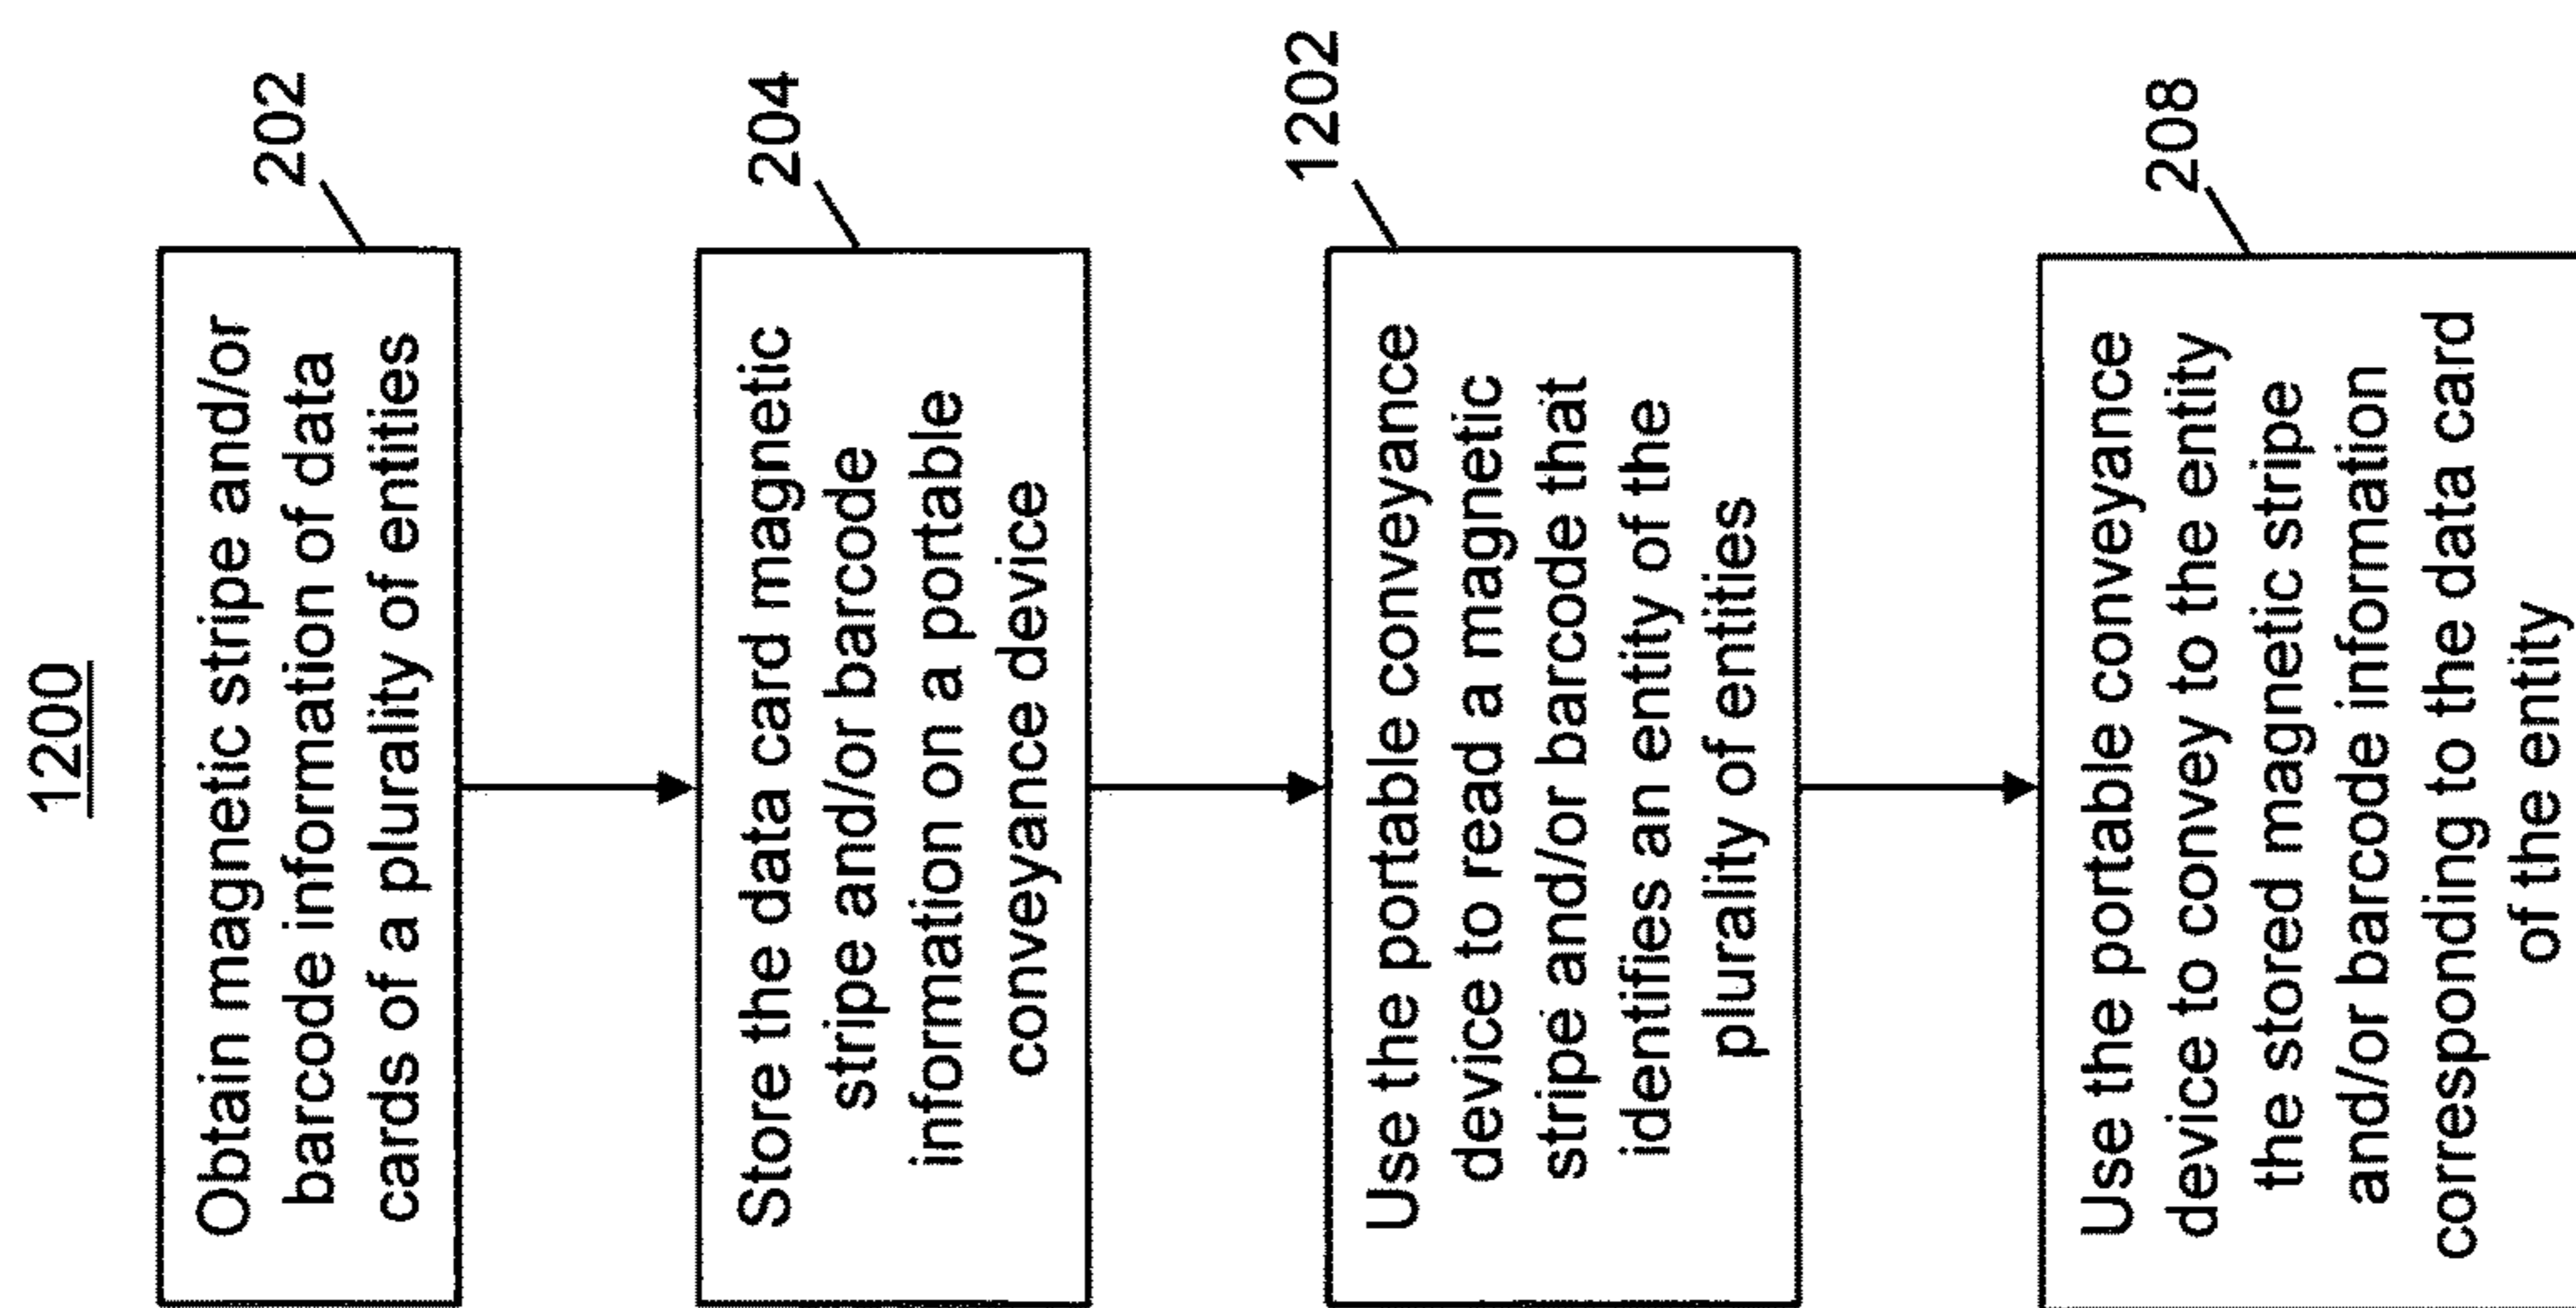 1200
Obtain magnetic stripe and/or
barcode information of data
cards of a plurality of entities
202
Store the data card magnetic
stripe and/or barcode
information on a portable
conveyance device
204
Use the portable conveyance
device to read a magnetic
stripe and/or barcode that
identifies an entity of the
plurality of entities
1202
Use the portable conveyance
device to convey to the entity
the stored magnetic stripe
and/or barcode information
corresponding to the data card
of the entity
208